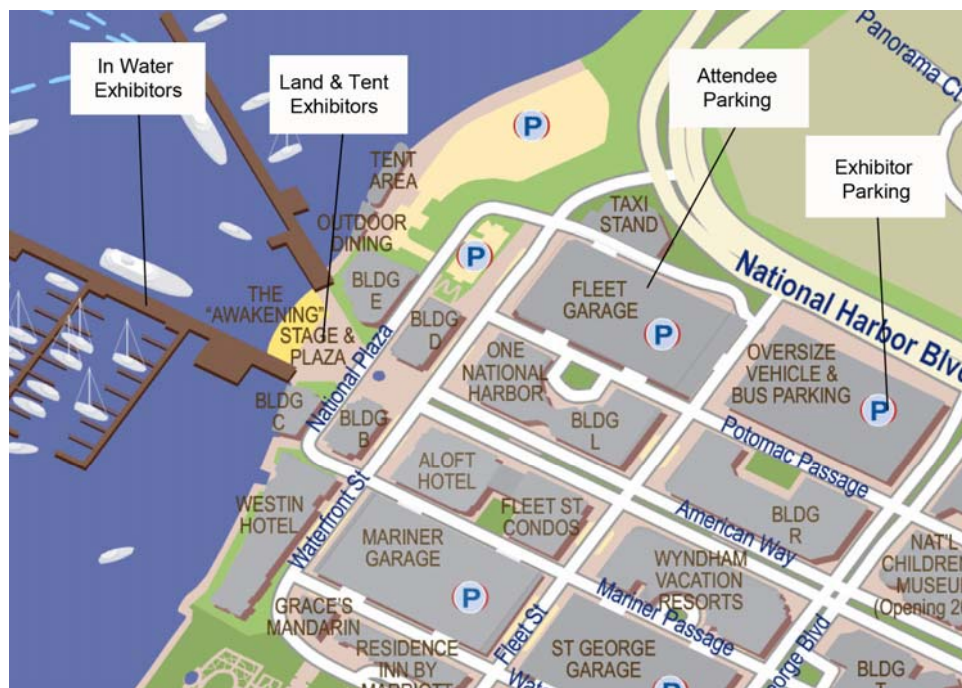 In Water
Exhibitors
Land & Tent
Exhibitors
Attendee
Parking
Exhibitor
Parking
Panorama
P
TENT
AREA
OUTDOOR
DINING
TAXI
STAND
P
National Harbor Blvd
BLDG
E
FLEET
GARAGE
THE
"AWAKENING"
STAGE &
PLAZA
BLDG
D
P
ONE
NATIONAL
HARBOR
OVERSIZE
VEHICLE &
BUS PARKING
P
National Plaza
BLDG
C
BLDG
B
BLDG
L
Potomac Passage
ALOFT
HOTEL
FLEET ST
CONDOS
American Way
BLDG
R
WESTIN
HOTEL
Waterfront St
MARINER
GARAGE
P
WYNDHAM
VACATION
RESORTS
NAT'L
Mariner Passage
GRACE'S
MANDARIN
Fleet St
ST GEORGE
GARAGE
P
RESIDENCE
INN BY
BLDG